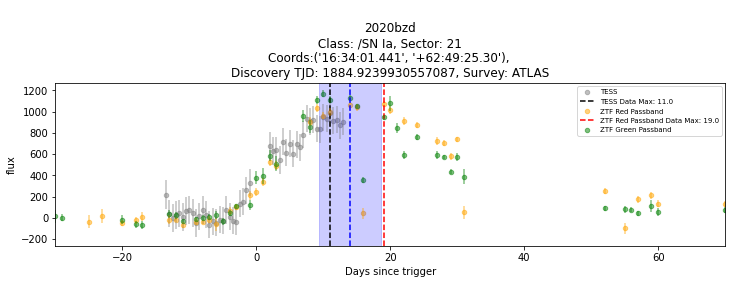 2020bzd
Class: /SN Ia, Sector: 21
Coords:('16:34:01.441', '+62:49:25.30'),
Discovery TJD: 1884.9239930557087, Survey: ATLAS
1200
1000
800
600
400
200
0
−200
flux
TESS
TESS Data Max: 11.0
ZTF Red Passband
ZTF Red Passband Data Max: 19.0
ZTF Green Passband
−20
0
20
40
60
Days since trigger